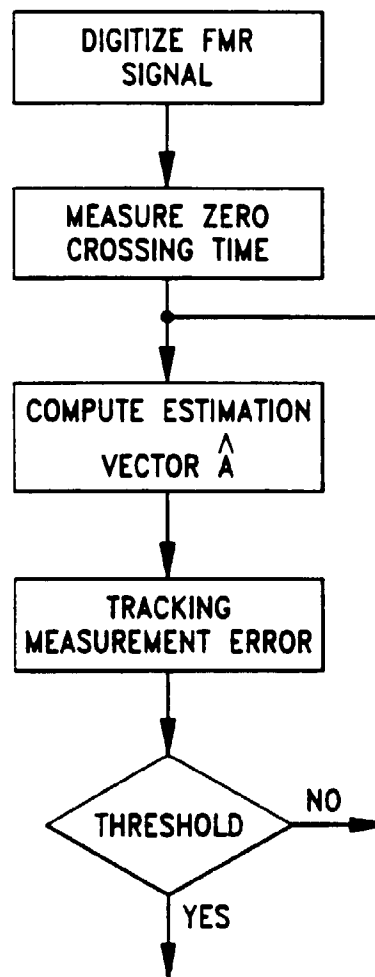 DIGITIZE FMR
SIGNAL
MEASURE ZERO
CROSSING TIME
COMPUTE ESTIMATION
VECTOR Â
TRACKING
MEASUREMENT ERROR
THRESHOLD
NO
YES